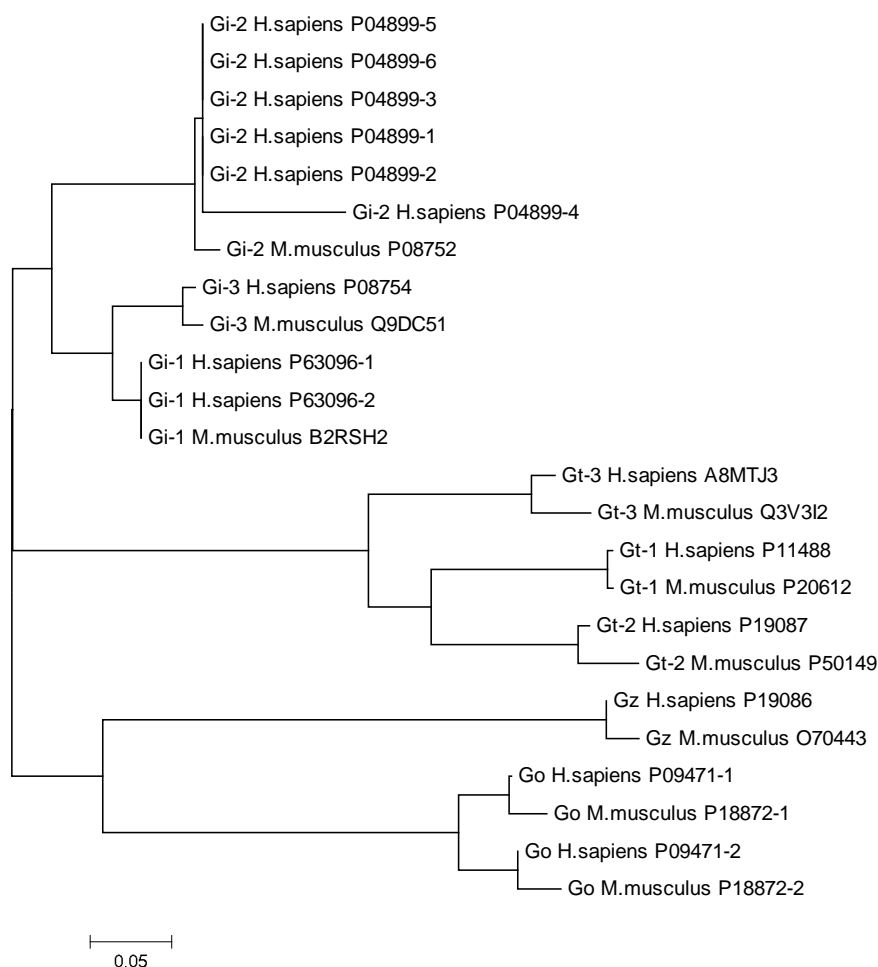 Gi-2 H.sapiens P04899-5
Gi-2 H.sapiens P04899-6
Gi-2 H.sapiens P04899-3
Gi-2 H.sapiens P04899-1
Gi-2 H.sapiens P04899-2
Gi-2 H.sapiens P04899-4
Gi-2 M.musculus P08752
Gi-3 H.sapiens P08754
Gi-3 M.musculus Q9DC51
Gi-1 H.sapiens P63096-1
Gi-1 H.sapiens P63096-2
Gi-1 M.musculus B2RSH2
Gt-3 H.sapiens A8MTJ3
Gt-3 M.musculus Q3V3I2
Gt-1 H.sapiens P11488
Gt-1 M.musculus P20612
Gt-2 H.sapiens P19087
Gt-2 M.musculus P50149
Gz H.sapiens P19086
Gz M.musculus O70443
Go H.sapiens P09471-1
Go M.musculus P18872-1
Go H.sapiens P09471-2
Go M.musculus P18872-2
0.05